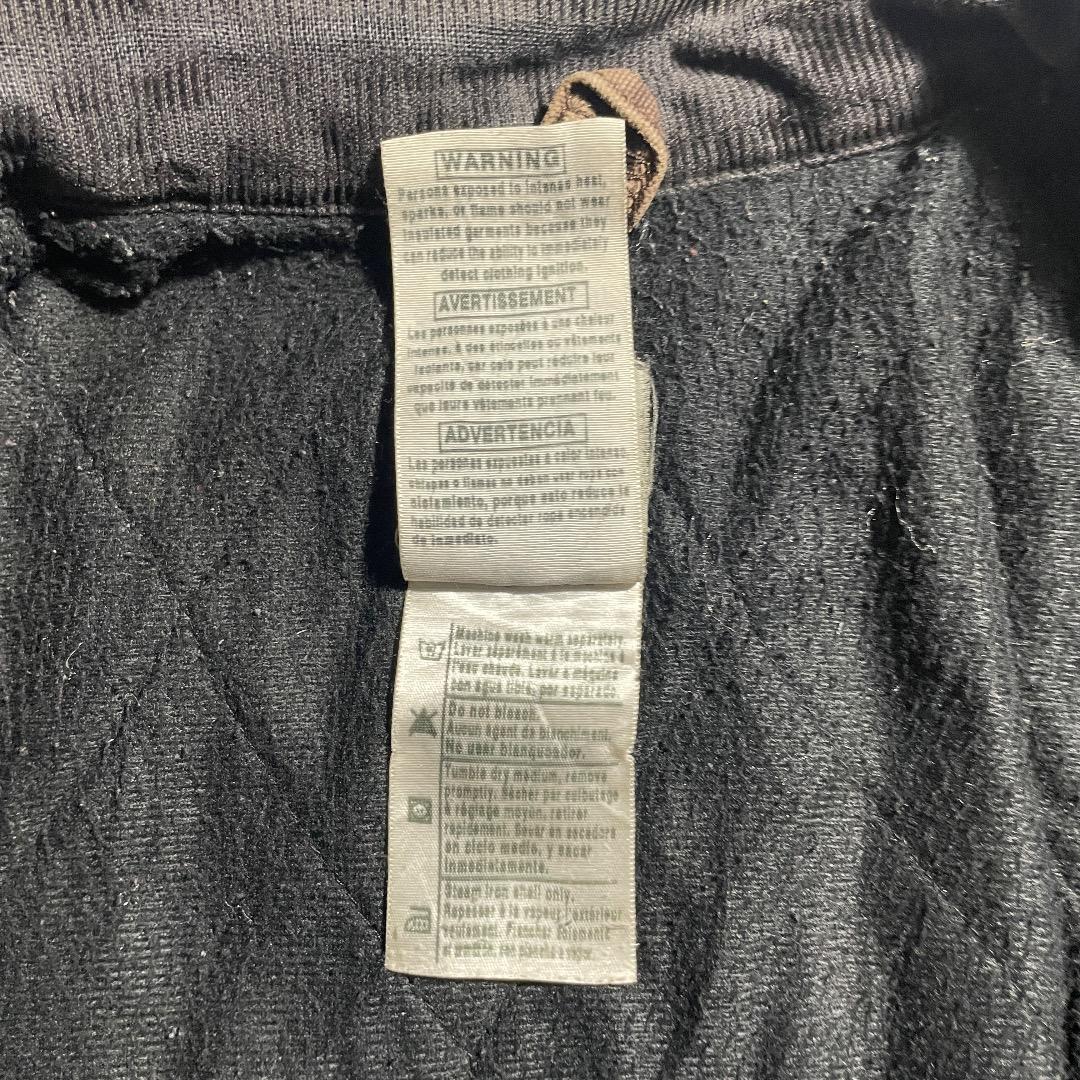 WARNING
Persons exposed to intense heat,
sparks, or flame should not wear
insulated garments because they
can reduce the ability to immediately
detect clothing ignition.
AVERTISSEMENT
Les personnes exposées à une chaleur
intense, à des étincelles ou vêtements
isolants, car cela peut réduire leur
capacité de détecter immédiatement
que leurs vêtements prennent feu.
ADVERTENCIA
Las personas expuestas a calor intenso
chispas o llamas no deben usar ropa con
aislamiento, porque esto reduce la
habilidad de detectar ropa encendida
de inmediato.
Machine wash warm separately
Laver séparément à la machine à
l'eau chaude. Lavar a máquina
con agua tibia, por separado.
Do not bleach.
Aucun agent de blanchiment.
No usar blanqueador.
Tumble dry medium, remove
promptly. Sécher par culbutage
à réglage moyen, retirer
rapidement. Secar en secadora
en ciclo medio, y sacar
inmediatamente.
Steam iron shell only.
Repasser à la vapeur l'extérieur
seulement. Planchar solamente